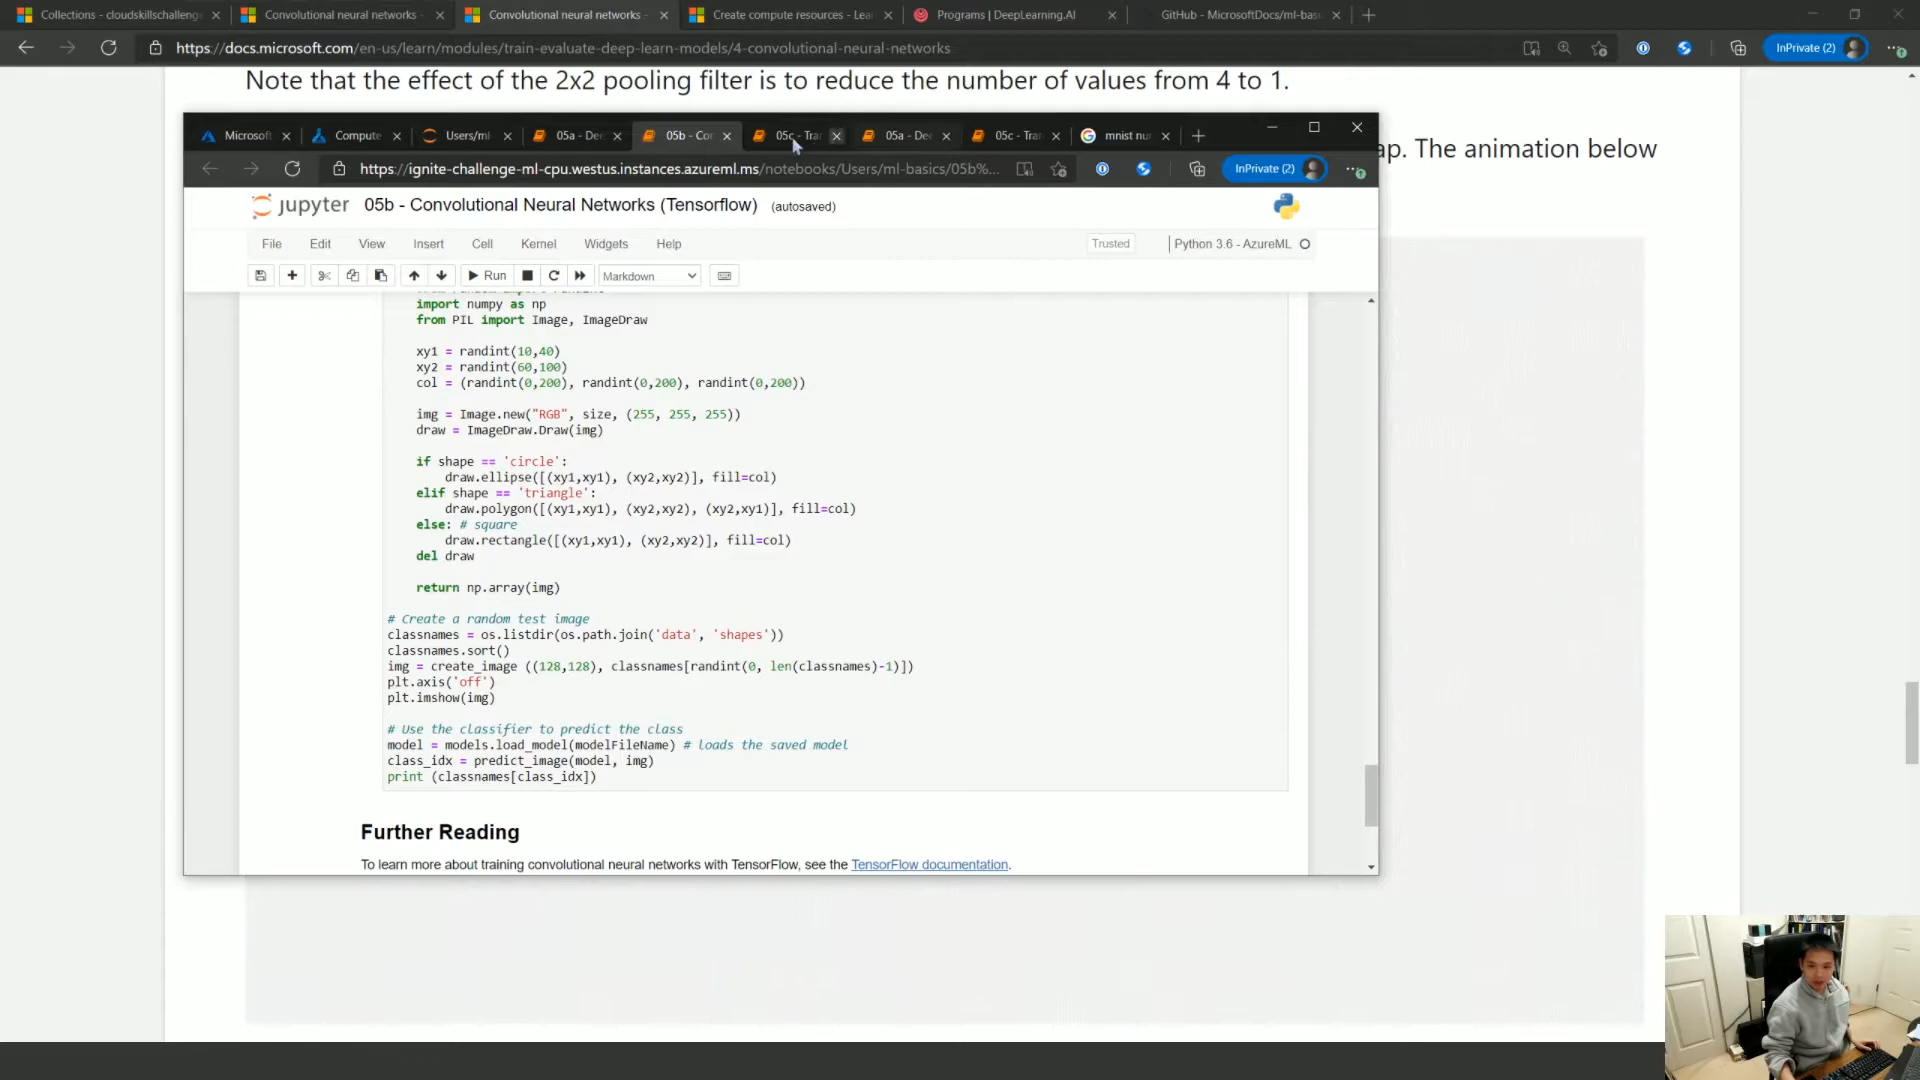 Collections - cloudskillschalleng
Convolutional neural networks -
Convolutional neural networks -
Create compute resources - Lea
Programs | DeepLearning.AI
GitHub - MicrosoftDocs/ml-bas
https://docs.microsoft.com/en-us/learn/modules/train-evaluate-deep-learn-models/4-convolutional-neural-networks
InPrivate (2)
Note that the effect of the 2x2 pooling filter is to reduce the number of values from 4 to 1.
ap. The animation below
Microsoft
Compute
Users/ml
05a - Dee
05b - Cor
05c - Tra
05a - Dee
05c - Tra
mnist nu
https://ignite-challenge-ml-cpu.westus.instances.azureml.ms/notebooks/Users/ml-basics/05b%...
InPrivate (2)
jupyter 05b - Convolutional Neural Networks (Tensorflow) (autosaved)
File Edit View Insert Cell Kernel Widgets Help
Trusted
Python 3.6 - AzureML
Run
Markdown
import numpy as np
from PIL import Image, ImageDraw
xy1 = randint(10,40)
xy2 = randint(60,100)
col = (randint(0,200), randint(0,200), randint(0,200))
img = Image.new("RGB", size, (255, 255, 255))
draw = ImageDraw.Draw(img)
if shape == 'circle':
draw.ellipse([(xy1,xy1), (xy2,xy2)], fill=col)
elif shape == 'triangle':
draw.polygon([(xy1,xy1), (xy2,xy2), (xy2,xy1)], fill=col)
else: # square
draw.rectangle([(xy1,xy1), (xy2,xy2)], fill=col)
del draw
return np.array(img)
# Create a random test image
classnames = os.listdir(os.path.join('data', 'shapes'))
classnames.sort()
img = create_image ((128,128), classnames[randint(0, len(classnames)-1)])
plt.axis('off')
plt.imshow(img)
# Use the classifier to predict the class
model = models.load_model(modelFileName) # loads the saved model
class_idx = predict_image(model, img)
print (classnames[class_idx])
Further Reading
To learn more about training convolutional neural networks with TensorFlow, see the TensorFlow documentation.